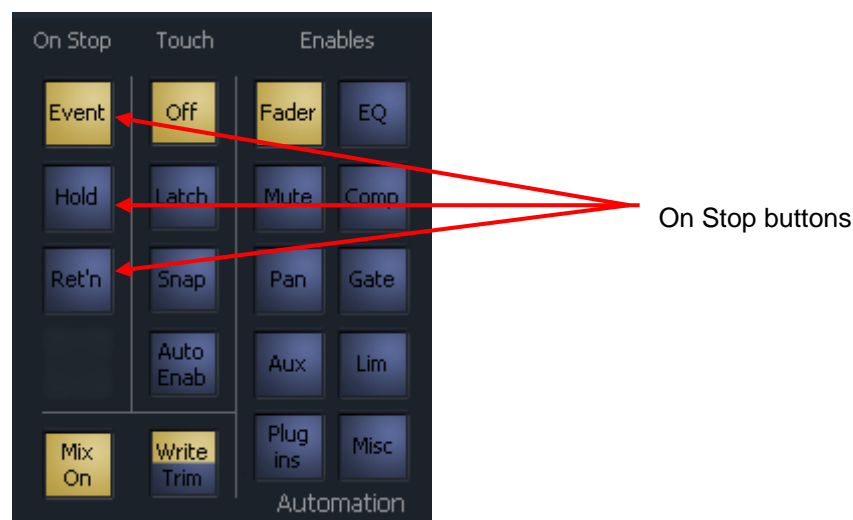 On Stop Touch Enables
Event Off Fader EQ
Hold Latch Mute Comp
On Stop buttons
Ret'n Snap Pan Gate
Auto
Enab
Aux Lim
Mix
On
Write
Trim
Plug
ins
Misc
Automation